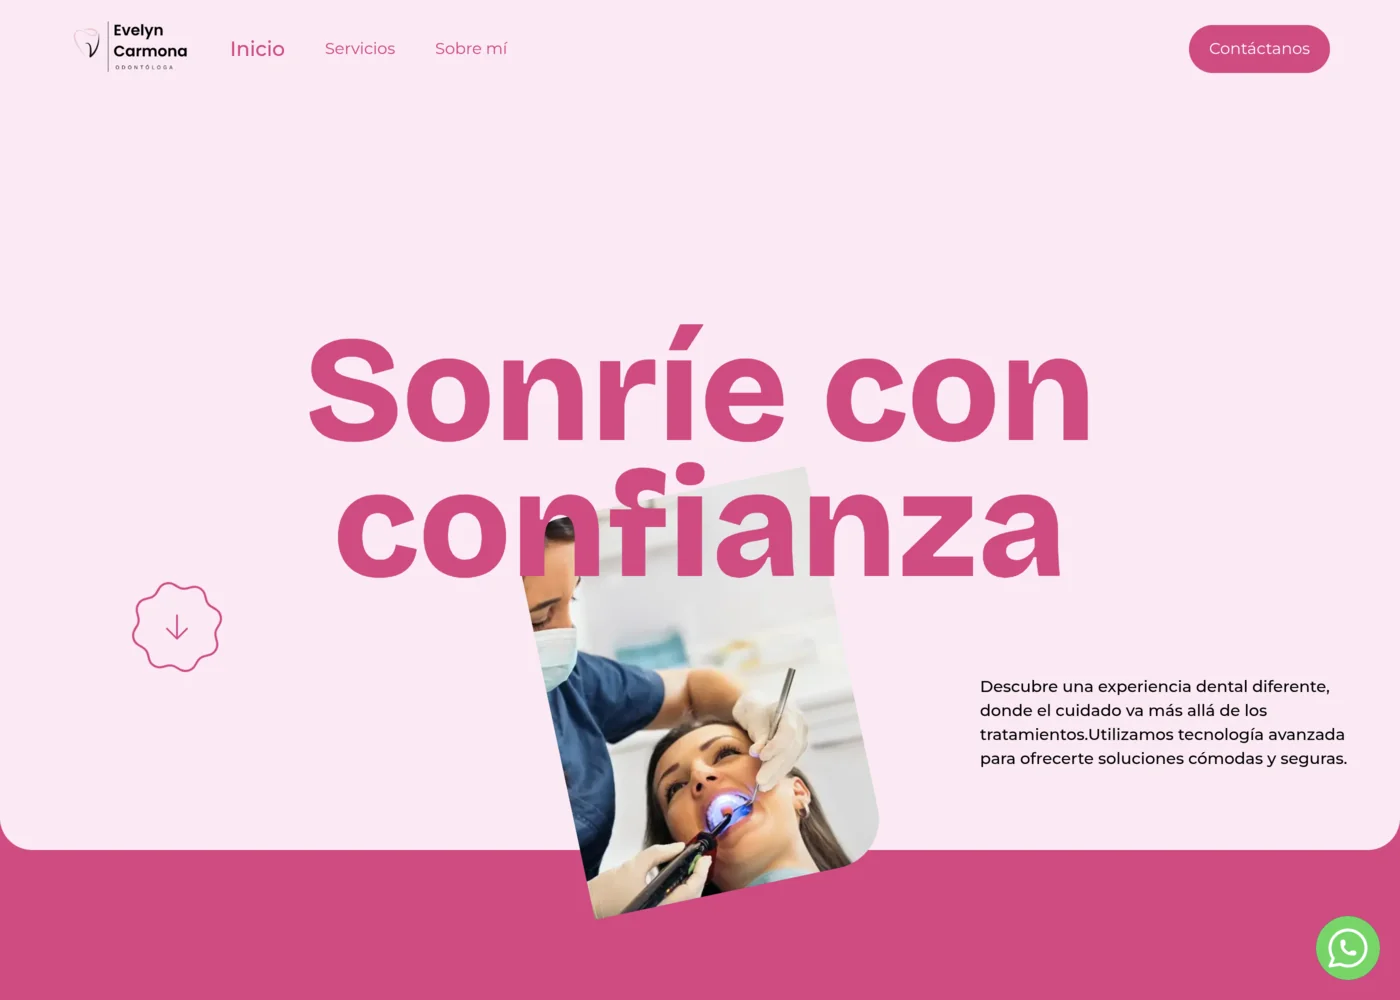 Evelyn
Carmona
ODONTÓLOGA
Inicio
Servicios
Sobre mí
Contáctanos
Sonríe con
confianza
Descubre una experiencia dental diferente,
donde el cuidado va más allá de los
tratamientos.Utilizamos tecnología avanzada
para ofrecerte soluciones cómodas y seguras.